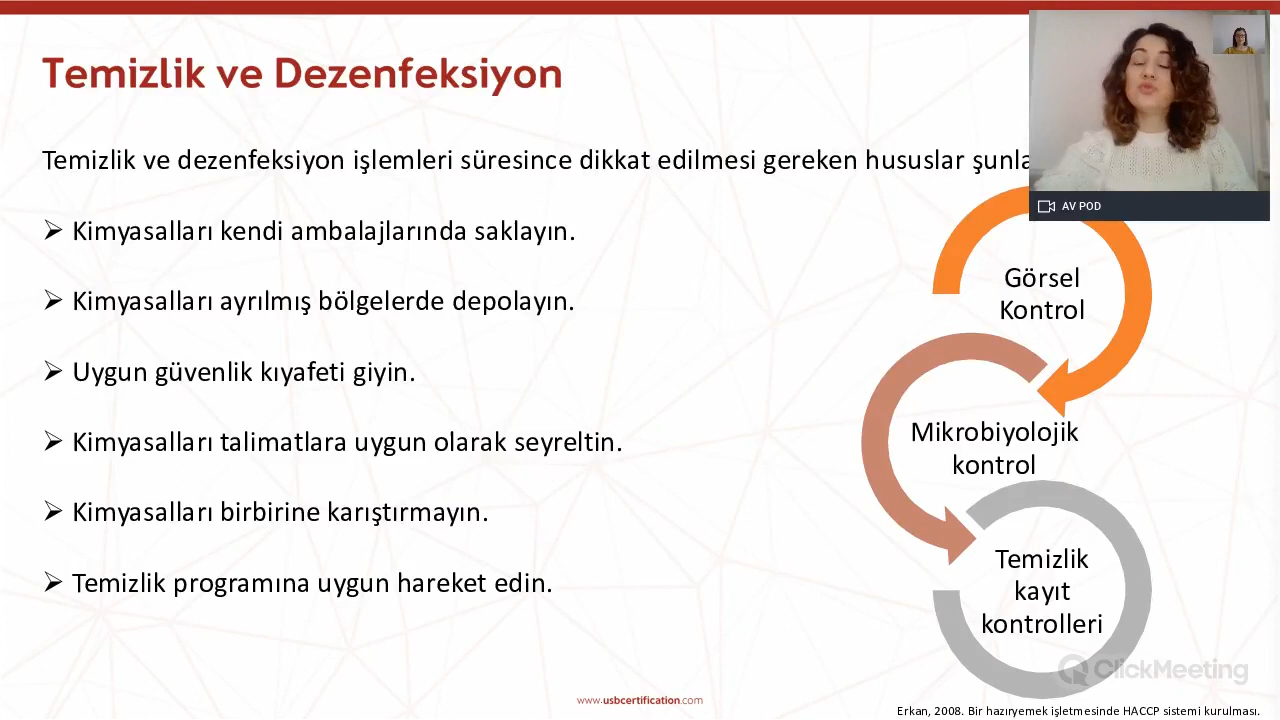 Temizlik ve Dezenfeksiyon
Temizlik ve dezenfeksiyon işlemleri süresince dikkat edilmesi gereken hususlar
➢ Kimyasalları kendi ambalajlarında saklayın.
➢ Kimyasalları ayrılmış bölgelerde depolayın.
➢ Uygun güvenlik kıyafeti giyin.
➢ Kimyasalları talimatlara uygun olarak seyreltin.
➢ Kimyasalları birbirine karıştırmayın.
➢ Temizlik programına uygun hareket edin.
AV POD
Görsel
Kontrol
Mikrobiyolojik
kontrol
Temizlik
kayıt
kontrolleri
ClickMeeting
www.usbcertification.com
Erkan, 2008. Bir hazıryemek işletmesinde HACCP sistemi kurulması.